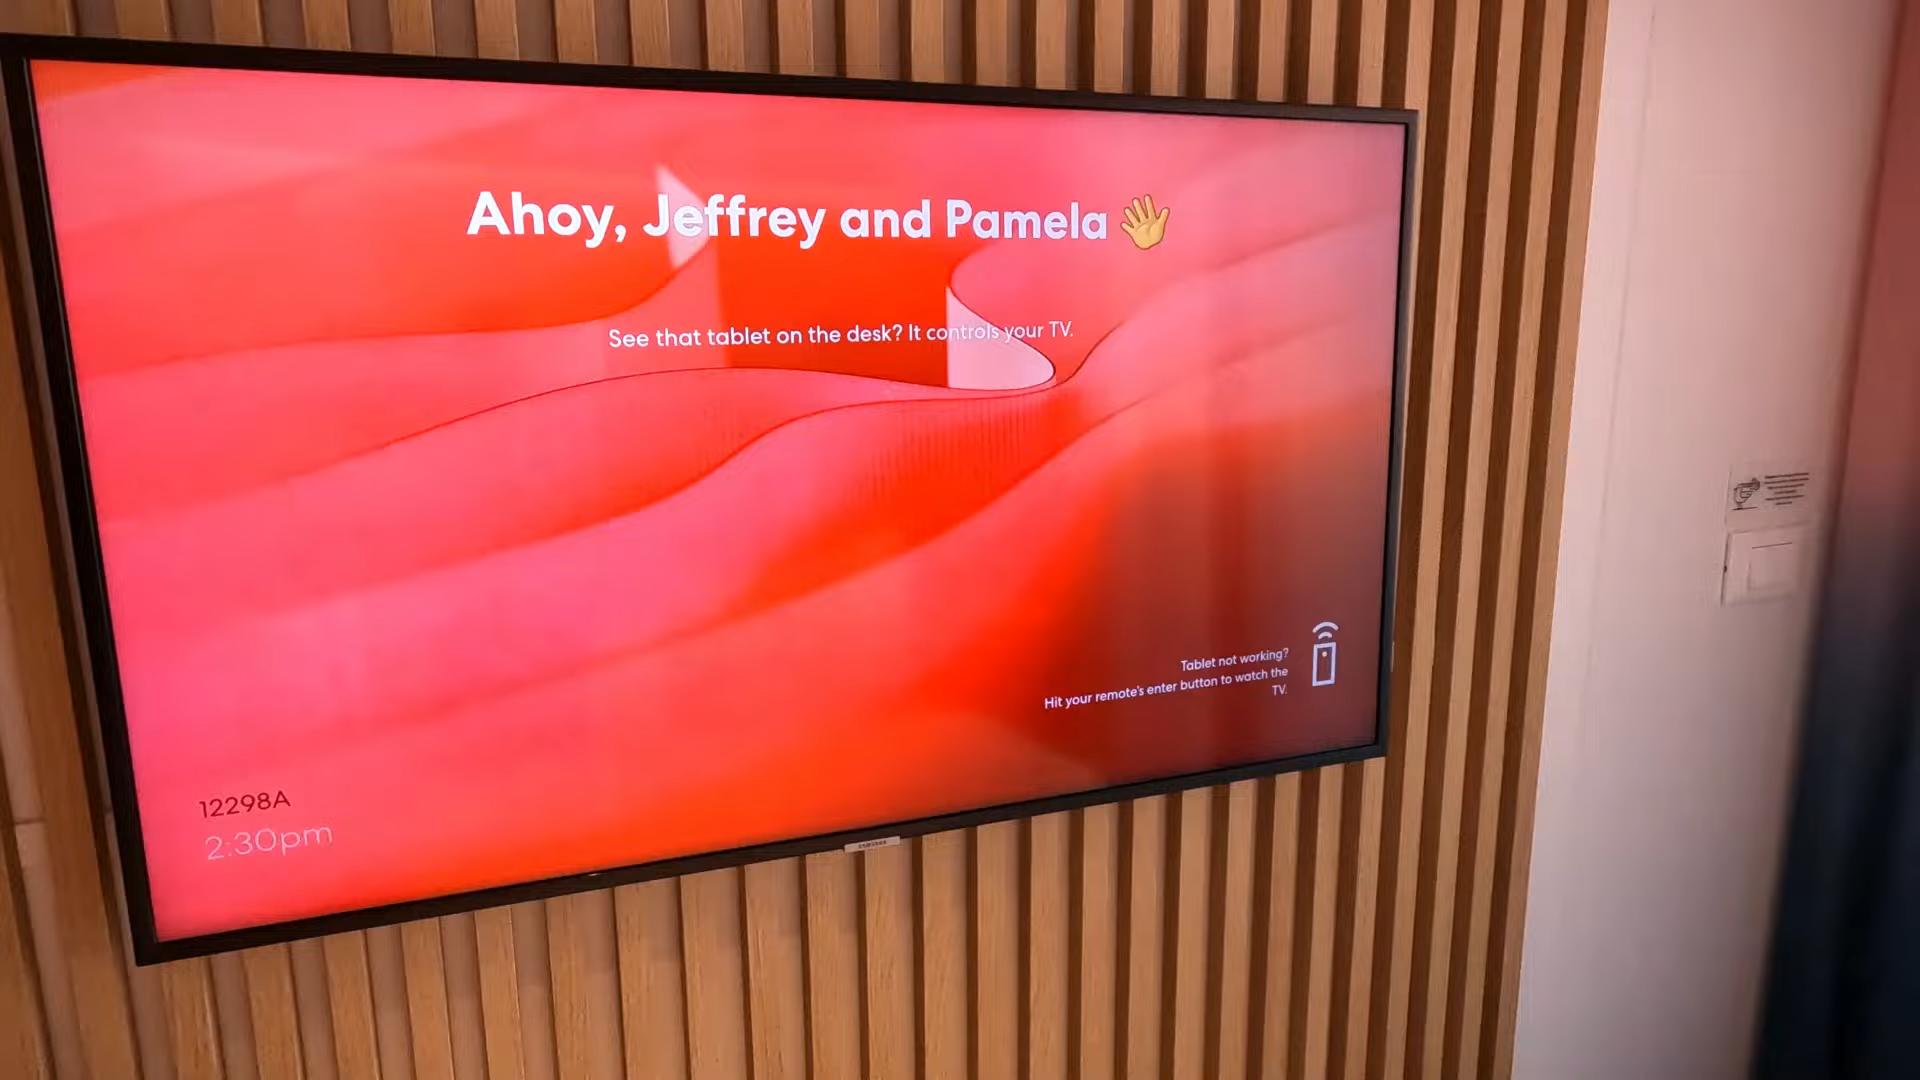 Ahoy, Jeffrey and Pamela 👋
See that tablet on the desk? It controls your TV.
Tablet not working?
Hit your remote's enter button to watch the
TV.
12298A
2:30pm
SAMSUNG